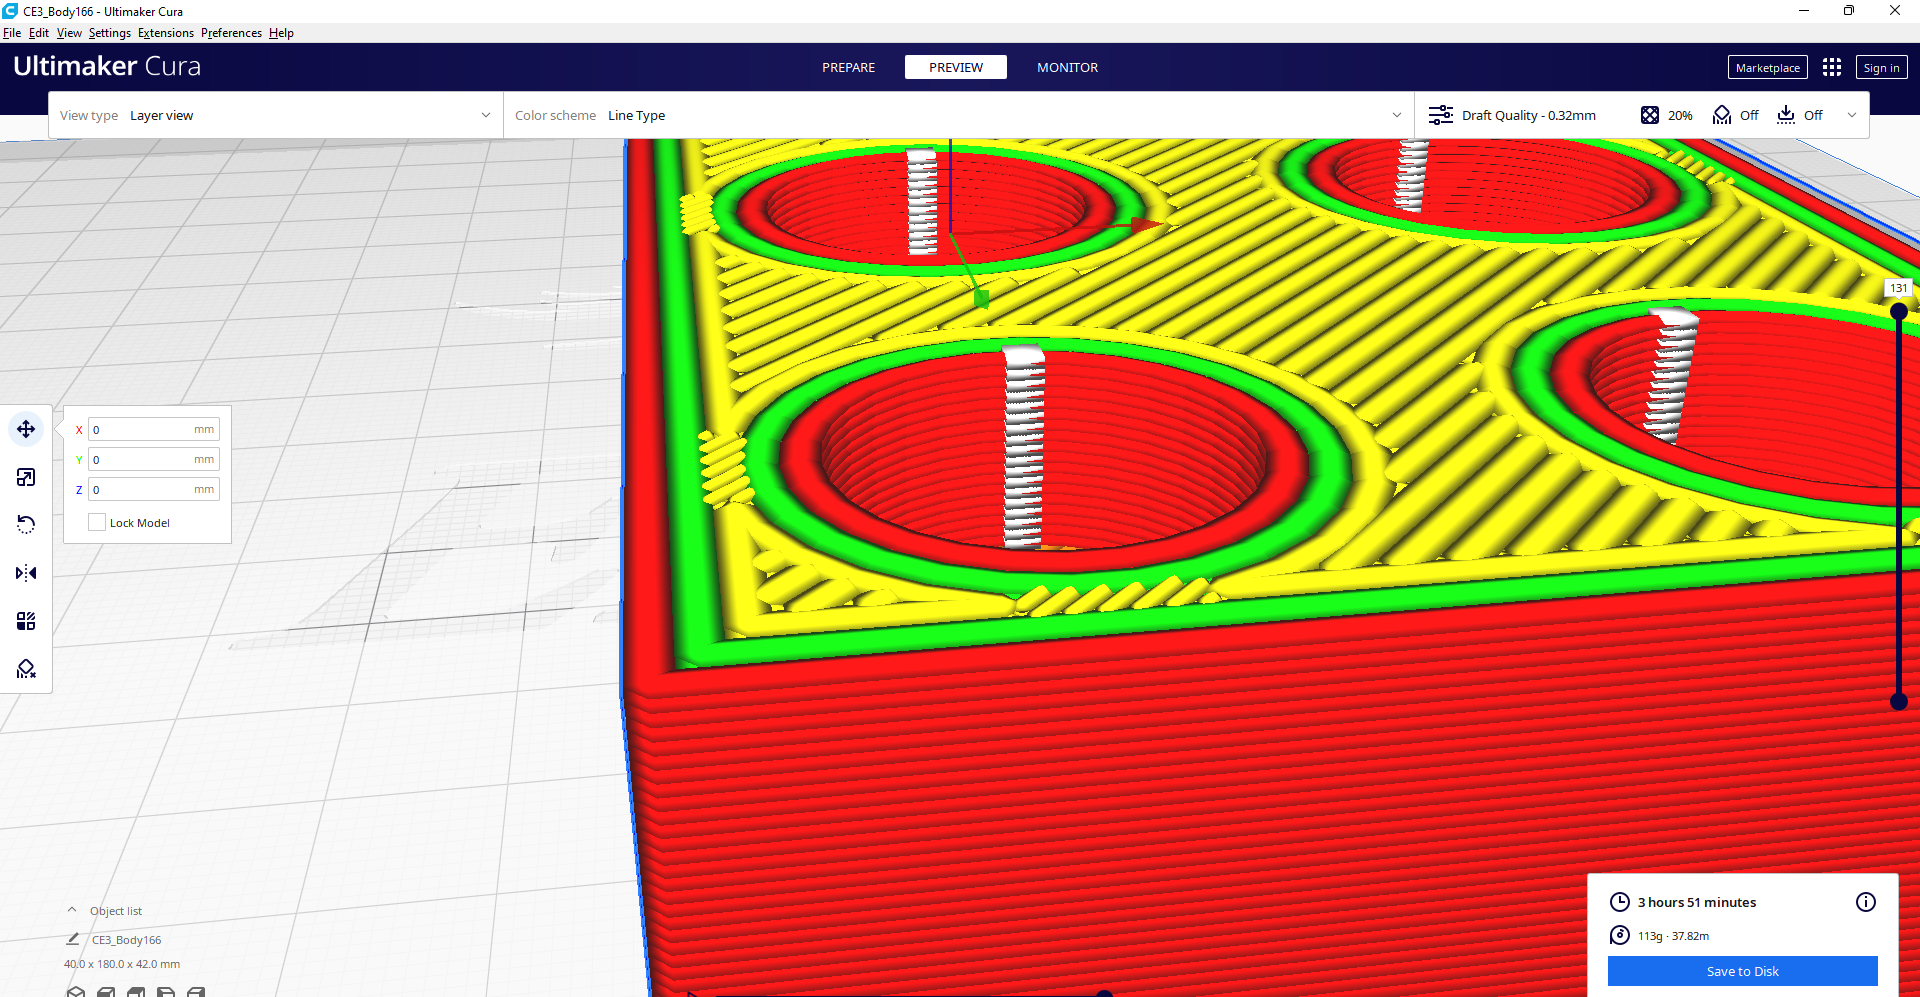 CE3_Body166 - Ultimaker Cura
File Edit View Settings Extensions Preferences Help
Ultimaker Cura
PREPARE PREVIEW MONITOR
Marketplace Sign in
View type Layer view Color scheme Line Type Draft Quality - 0.32mm 20% Off Off
131
X 0 mm
Y 0 mm
Z 0 mm
Lock Model
3 hours 51 minutes
Object list
113g · 37.82m
CE3_Body166
40.0 x 180.0 x 42.0 mm
Save to Disk